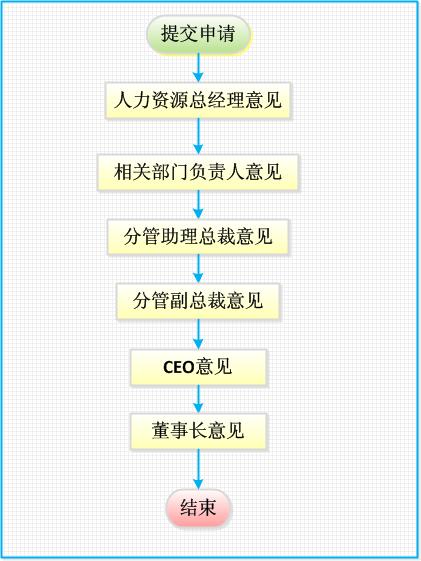 提交申请
人力资源总经理意见
相关部门负责人意见
分管助理总裁意见
分管副总裁意见
CEO意见
董事长意见
结束